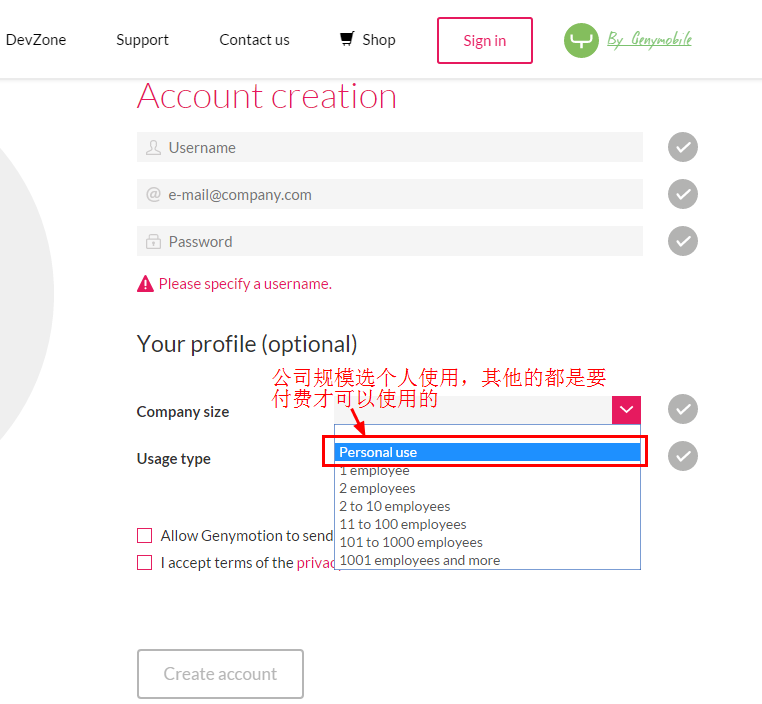 DevZone Support Contact us Shop Sign in By Genymobile
Account creation
Username
e-mail@company.com
Password
Please specify a username.
Your profile (optional)
公司规模选个人使用，其他的都是要
付费才可以使用的
Company size
Personal use
Usage type
1 employee
2 employees
2 to 10 employees
11 to 100 employees
Allow Genymotion to send
101 to 1000 employees
I accept terms of the privac
1001 employees and more
Create account